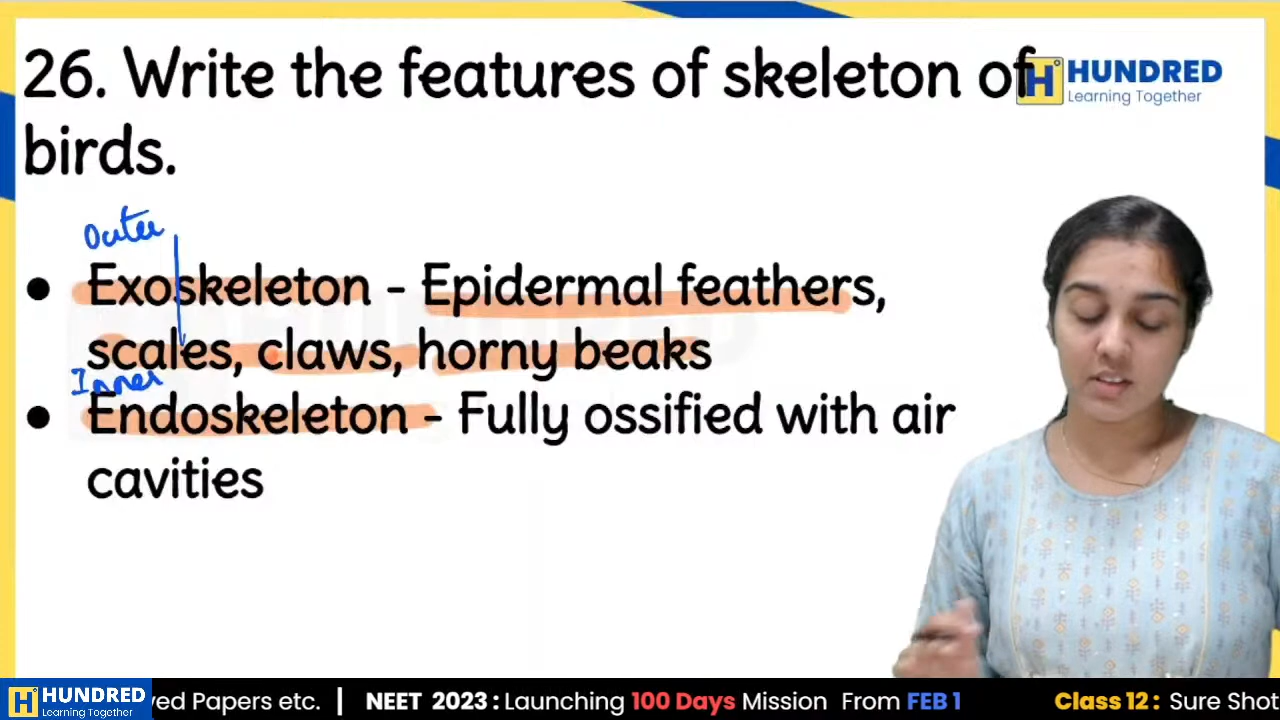 26. Write the features of skeleton of
birds.
HUNDRED
Learning Together
Outer
• Exoskeleton - Epidermal feathers,
scales, claws, horny beaks
Inner
• Endoskeleton - Fully ossified with air
cavities
HUNDRED
Learning Together
ved Papers etc. | NEET 2023 : Launching 100 Days Mission From FEB 1 Class 12 : Sure Shot